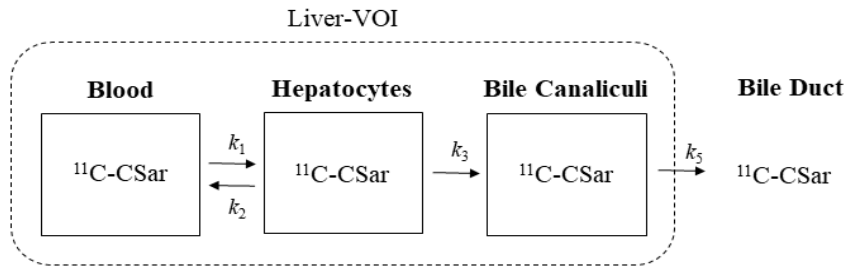 Liver-VOI
Blood
Hepatocytes
Bile Canaliculi
Bile Duct
¹¹C-CSar
k₁
k₂
¹¹C-CSar
k₃
¹¹C-CSar
k₅
¹¹C-CSar